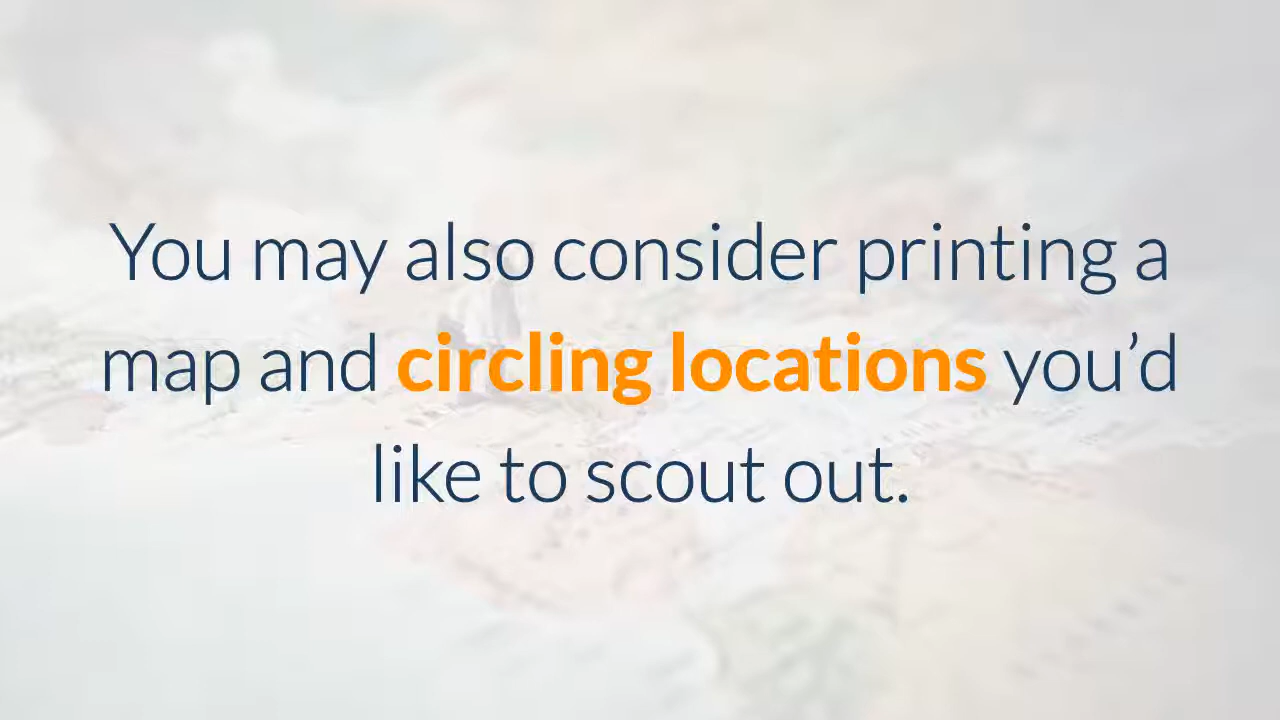 You may also consider printing a
map and circling locations you’d
like to scout out.